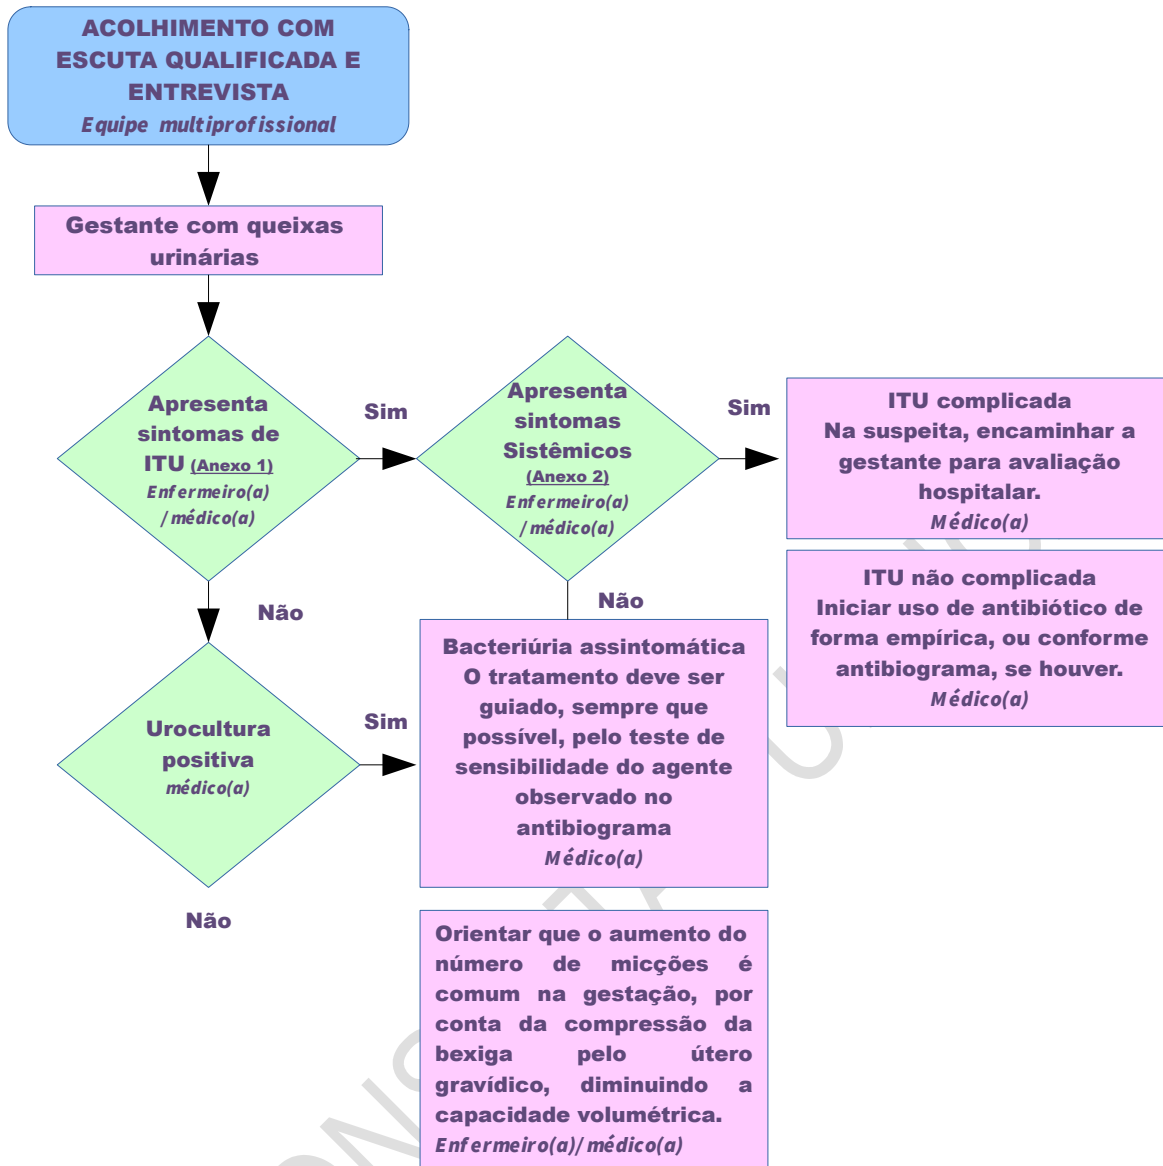 ACOLHIMENTO COM
ESCUTA QUALIFICADA E
ENTREVISTA
Equipe multiprofissional
Gestante com queixas
urinárias
Apresenta
sintomas de
ITU (Anexo 1)
Enfermeiro(a)
/médico(a)
Sim
Apresenta
sintomas
Sistêmicos
(Anexo 2)
Enfermeiro(a)
/médico(a)
Sim
ITU complicada
Na suspeita, encaminhar a
gestante para avaliação
hospitalar.
Médico(a)
Não
ITU não complicada
Iniciar uso de antibiótico de
forma empírica, ou conforme
antibiograma, se houver.
Médico(a)
Não
Urocultura
positiva
médico(a)
Sim
Bacteriúria assintomática
O tratamento deve ser
guiado, sempre que
possível, pelo teste de
sensibilidade do agente
observado no
antibiograma
Médico(a)
Não
Orientar que o aumento do
número de micções é
comum na gestação, por
conta da compressão da
bexiga pelo útero
gravídico, diminuindo a
capacidade volumétrica.
Enfermeiro(a)/médico(a)